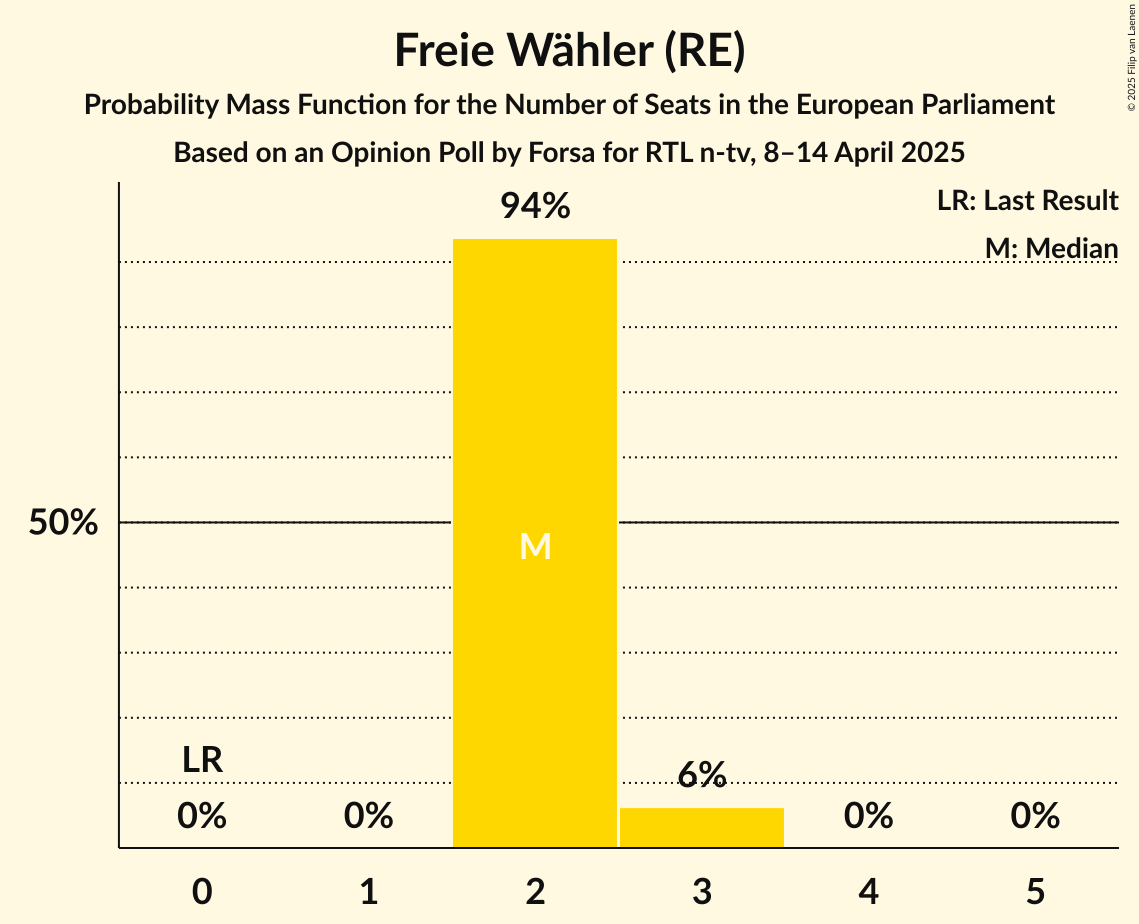 Freie Wähler (RE)
Probability Mass Function for the Number of Seats in the European Parliament
Based on an Opinion Poll by Forsa for RTL n-tv, 8–14 April 2025
© 2025 Filip van Laenen
LR: Last Result
M: Median
94%
50%
M
LR
6%
0% 0% 0% 0%
0 1 2 3 4 5